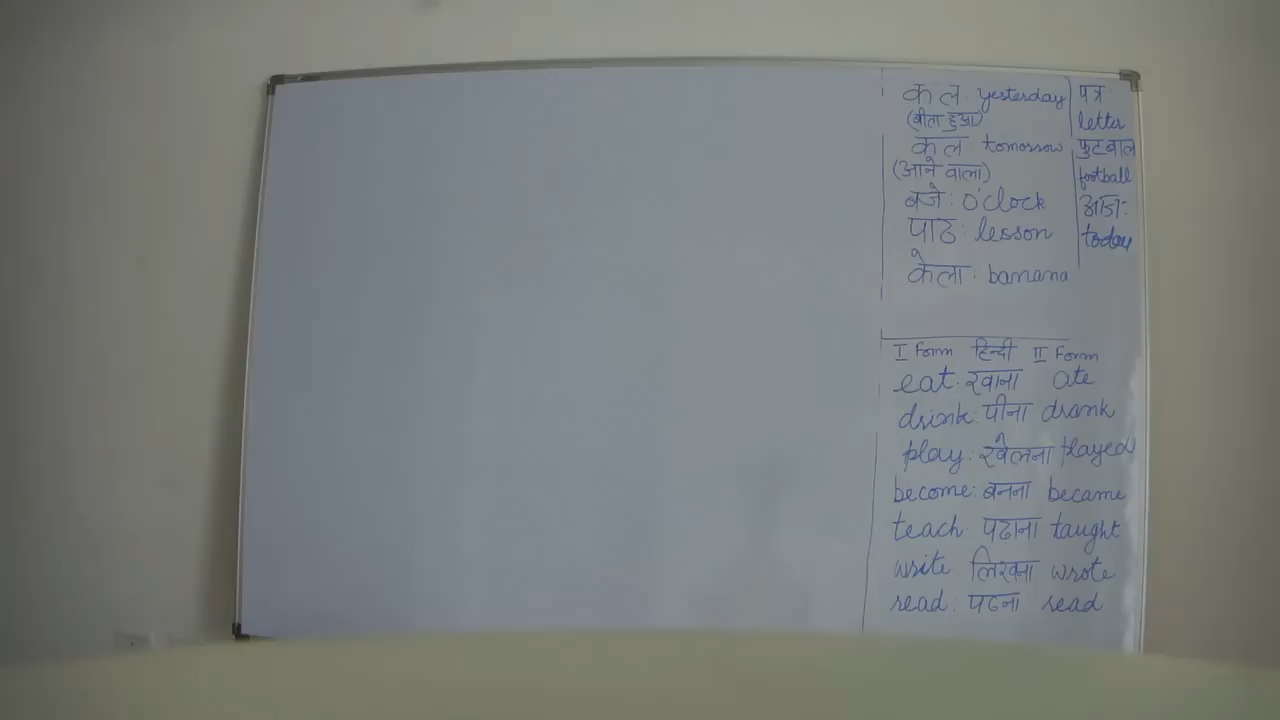 कल. yesterday
(बीता हुआ)
कल tomorrow
(आने वाला)
बजे: O'clock
पाठ: lesson
केला. banana
पत्र
letter
फुटबाल
football
आज:
today
I Form हिन्दी II Form
eat. खाना ate
drink: पीना drank
play: खेलना played
become: बनना became
teach पढाना taught
write लिखना wrote
read: पढना read